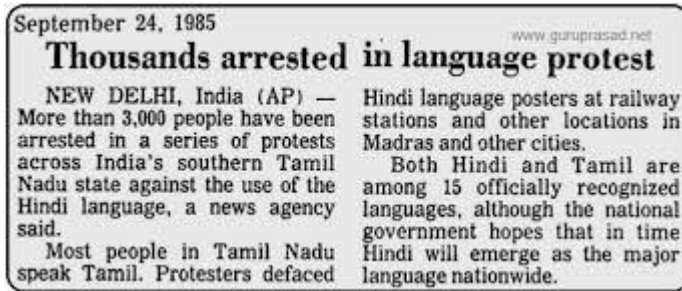 September 24, 1985
www.guruprasad.net
Thousands arrested in language protest
NEW DELHI, India (AP) —
More than 3,000 people have been
arrested in a series of protests
across India's southern Tamil
Nadu state against the use of the
Hindi language, a news agency
said.
Most people in Tamil Nadu
speak Tamil. Protesters defaced
Hindi language posters at railway
stations and other locations in
Madras and other cities.
Both Hindi and Tamil are
among 15 officially recognized
languages, although the national
government hopes that in time
Hindi will emerge as the major
language nationwide.